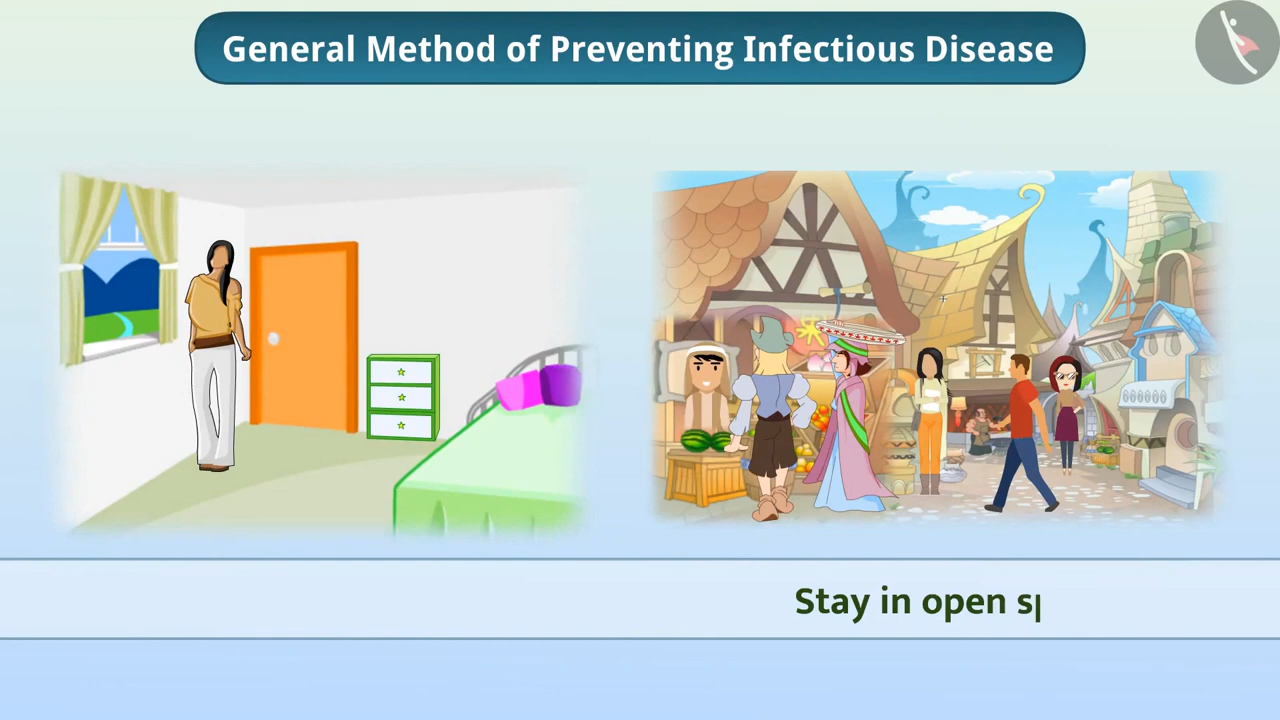 General Method of Preventing Infectious Disease
Stay in open